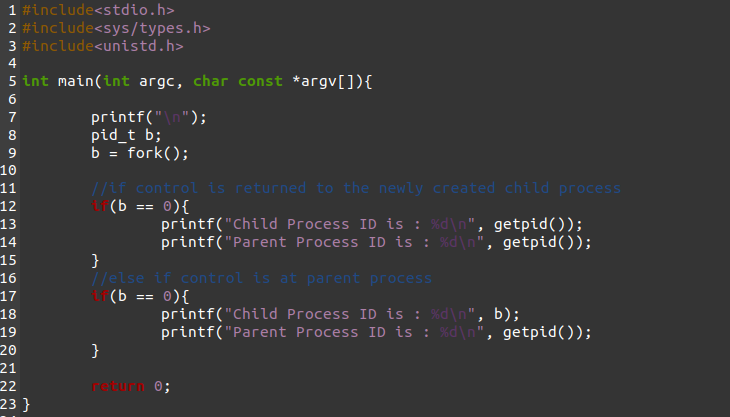 1 #include<stdio.h>
2 #include<sys/types.h>
3 #include<unistd.h>
4
5 int main(int argc, char const *argv[]){
6
7         printf("\n");
8         pid_t b;
9         b = fork();
10
11         //if control is returned to the newly created child process
12         if(b == 0){
13                 printf("Child Process ID is : %d\n", getpid());
14                 printf("Parent Process ID is : %d\n", getpid());
15         }
16         //else if control is at parent process
17         if(b == 0){
18                 printf("Child Process ID is : %d\n", b);
19                 printf("Parent Process ID is : %d\n", getpid());
20         }
21
22         return 0;
23 }